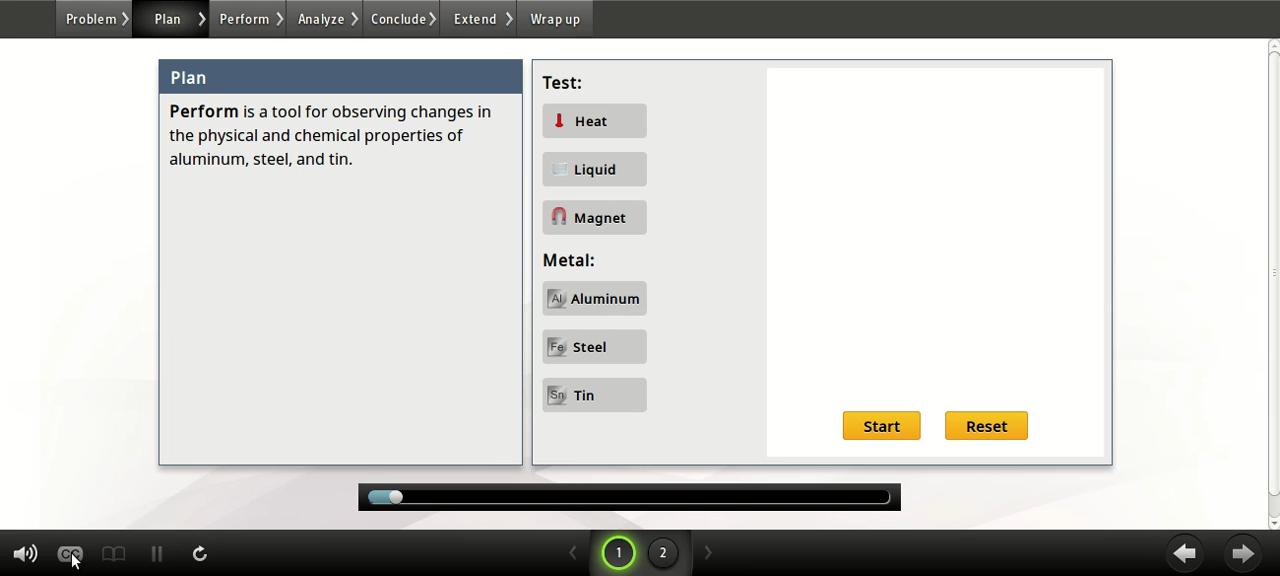 Problem
Plan
Perform
Analyze
Conclude
Extend
Wrap up
Plan
Perform is a tool for observing changes in
the physical and chemical properties of
aluminum, steel, and tin.
Test:
Heat
Liquid
Magnet
Metal:
Al Aluminum
Fe Steel
Sn Tin
Start
Reset
CC
1
2